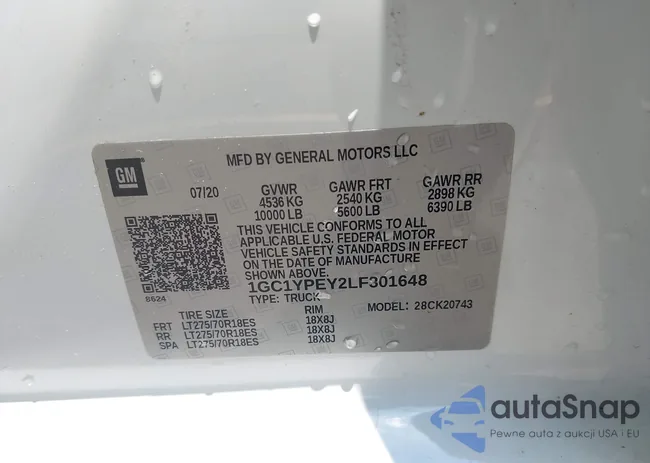 GM
MFD BY GENERAL MOTORS LLC
07/20 GVWR GAWR FRT GAWR RR
4536 KG 2540 KG 2898 KG
10000 LB 5600 LB 6390 LB
THIS VEHICLE CONFORMS TO ALL
APPLICABLE U.S. FEDERAL MOTOR
VEHICLE SAFETY STANDARDS IN EFFECT
ON THE DATE OF MANUFACTURE
SHOWN ABOVE.
8624
1GC1YPEY2LF301648
TYPE: TRUCK MODEL: 28CK20743
TIRE SIZE RIM
FRT LT275/70R18ES 18X8J
RR LT275/70R18ES 18X8J
SPA LT275/70R18ES 18X8J
autoSnap
Pewne auta z aukcji USA i EU